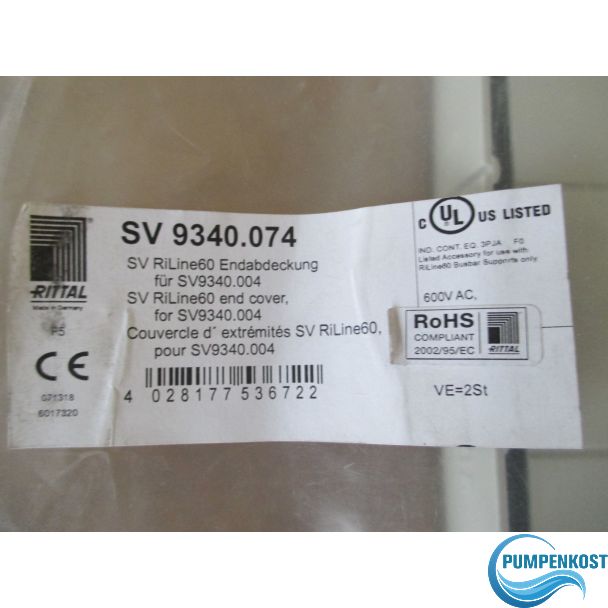 SV 9340.074
SV RiLine60 Endabdeckung
für SV9340.004
SV RiLine60 end cover,
for SV9340.004
Couvercle d´ extrémités SV RiLine60,
pour SV9340.004
4 028177 536722
RITTAL
Made in Germany
F5
CE
071318
6017320
C UL US LISTED
IND. CONT. EQ. 3PJA F0
Listed Accessory for use with
RiLine60 Busbar Supports only.
600V AC,
RoHS
COMPLIANT
2002/95/EC
RITTAL
VE=2St
PUMPENKOST